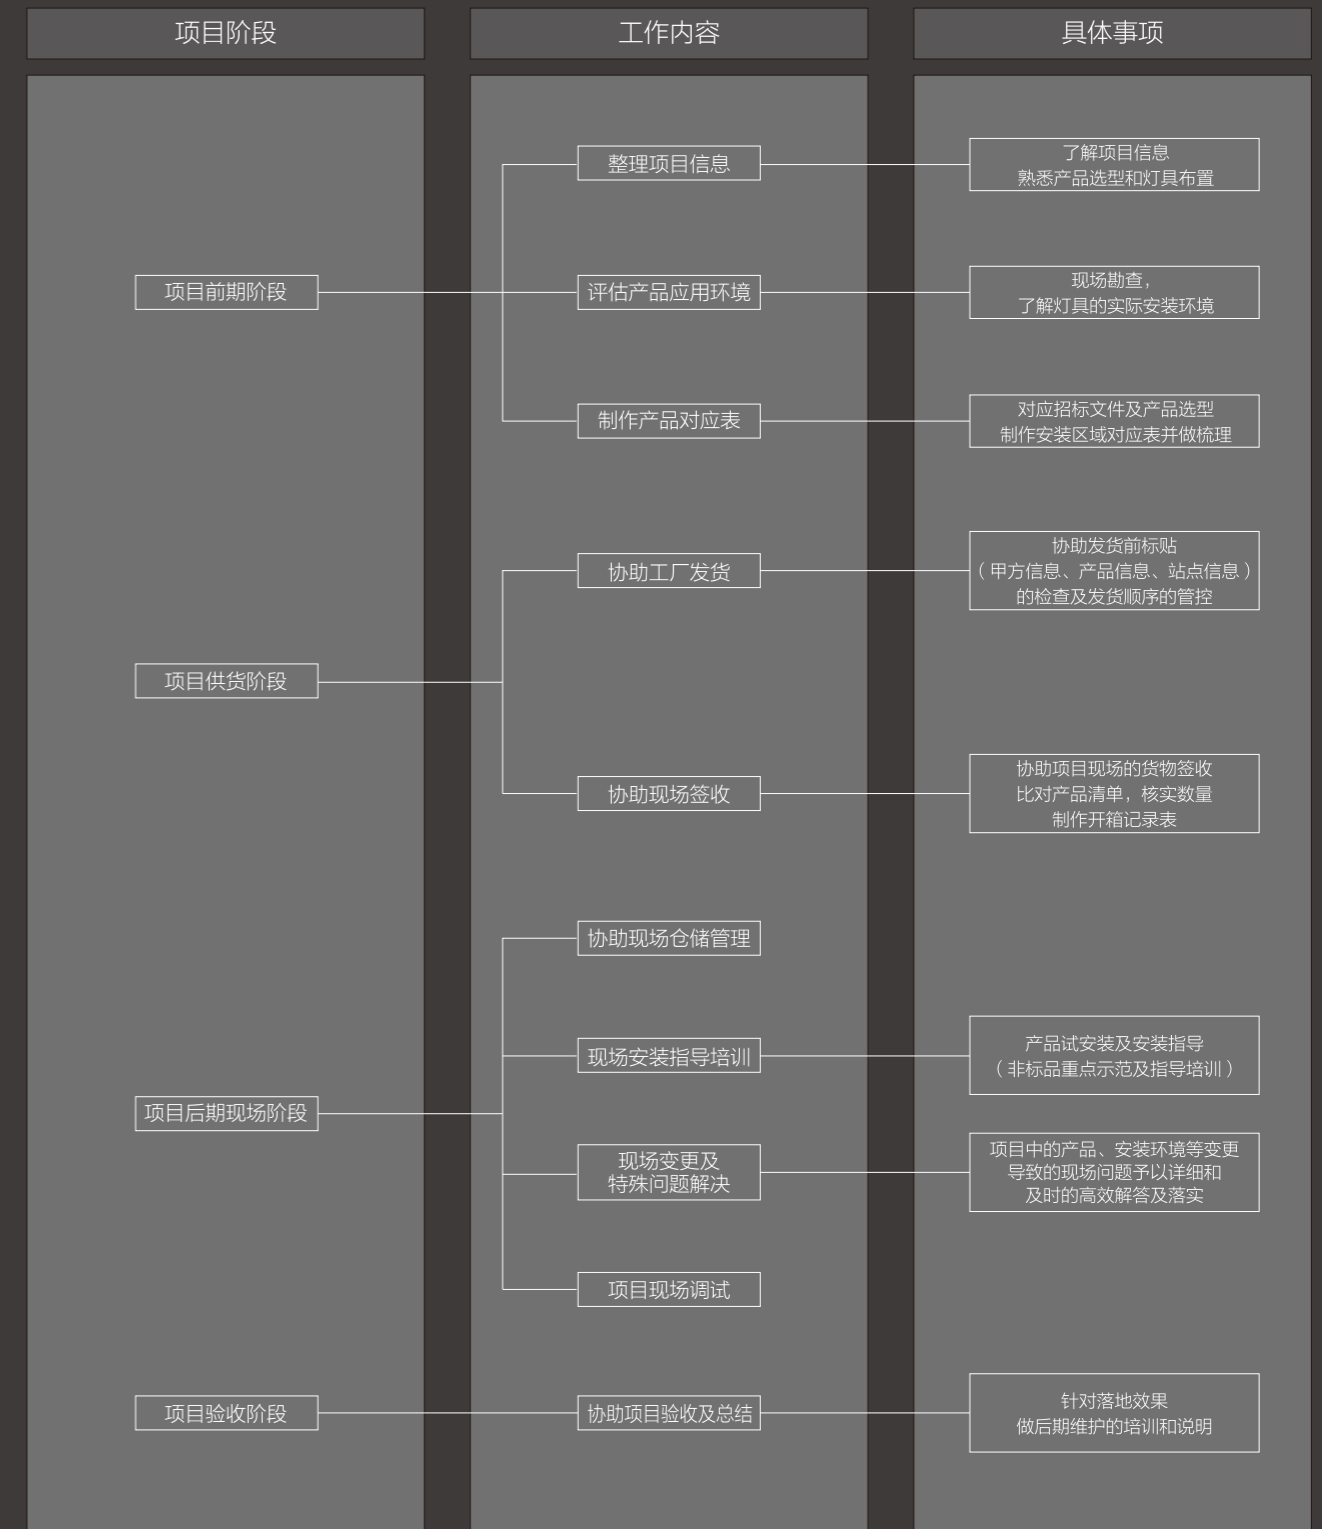 项目阶段
工作内容
具体事项
项目前期阶段
整理项目信息
了解项目信息
熟悉产品选型和灯具布置
评估产品应用环境
现场勘查，
了解灯具的实际安装环境
制作产品对应表
对应招标文件及产品选型
制作安装区域对应表并做梳理
项目供货阶段
协助工厂发货
协助发货前标贴
（甲方信息、产品信息、站点信息）
的检查及发货顺序的管控
协助现场签收
协助项目现场的货物签收
比对产品清单，核实数量
制作开箱记录表
项目后期现场阶段
协助现场仓储管理
现场安装指导培训
产品试安装及安装指导
（非标品重点示范及指导培训）
现场变更及
特殊问题解决
项目中的产品、安装环境等变更
导致的现场问题予以详细和
及时的高效解答及落实
项目现场调试
项目验收阶段
协助项目验收及总结
针对落地效果
做后期维护的培训和说明